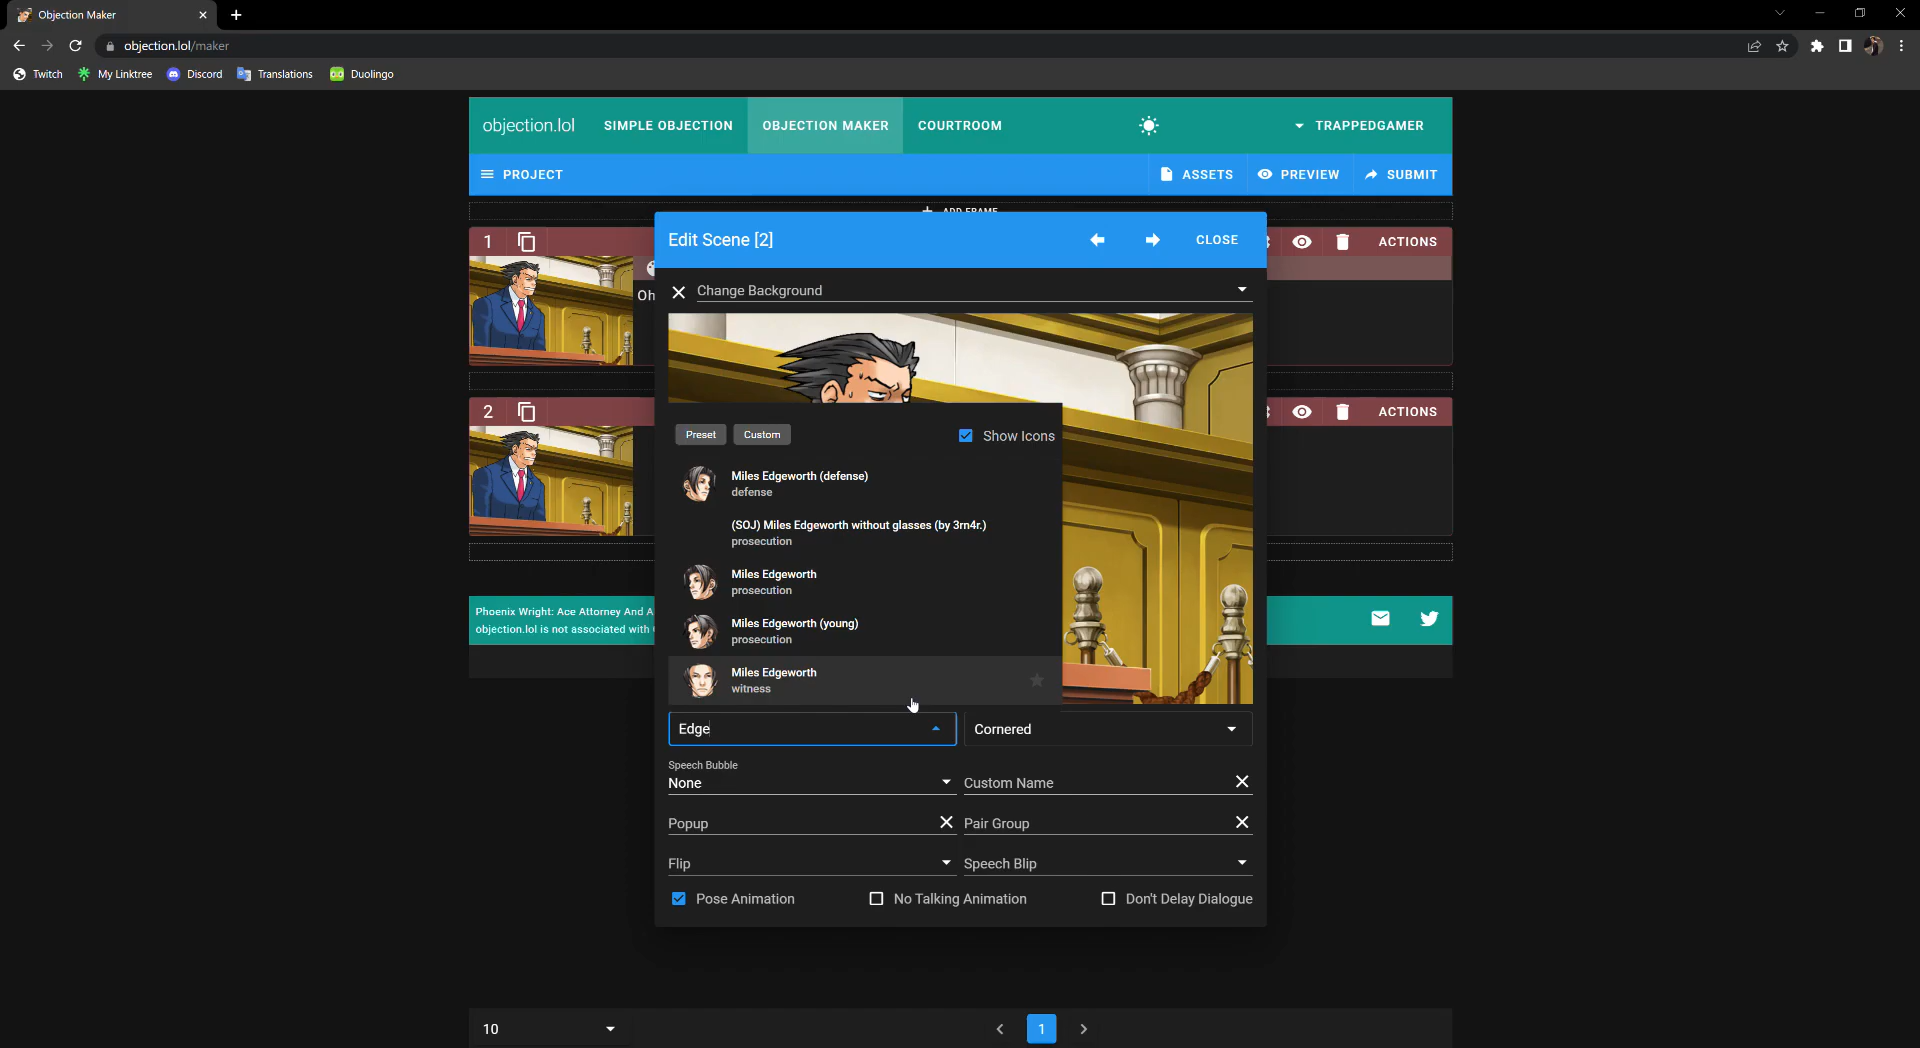 Objection Maker
objection.lol/maker
Twitch My Linktree Discord Translations Duolingo
objection.lol SIMPLE OBJECTION OBJECTION MAKER COURTROOM TRAPPEDGAMER
PROJECT ASSETS PREVIEW SUBMIT
ADD FRAME
Edit Scene [2] CLOSE
1 ACTIONS
Oh
Change Background
2 ACTIONS
Preset Custom Show Icons
Miles Edgeworth (defense)
defense
(SOJ) Miles Edgeworth without glasses (by 3rn4r.)
prosecution
Miles Edgeworth
prosecution
Miles Edgeworth (young)
prosecution
Miles Edgeworth
witness
Phoenix Wright: Ace Attorney And A
objection.lol is not associated with
Edge Cornered
Speech Bubble
None Custom Name
Popup Pair Group
Flip Speech Blip
Pose Animation No Talking Animation Don't Delay Dialogue
10 1